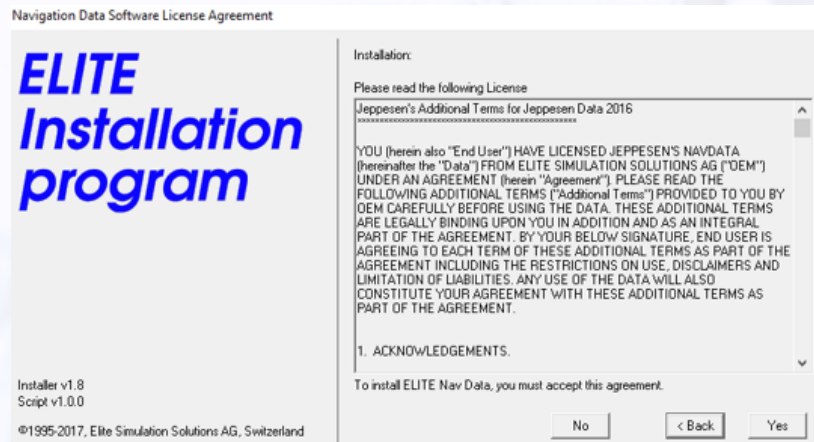 Navigation Data Software License Agreement
ELITE
Installation
program
Installer v1.8
Script v1.0.0
©1995-2017, Elite Simulation Solutions AG, Switzerland
Installation:
Please read the following License
Jeppesen's Additional Terms for Jeppesen Data 2016
YOU (herein also "End User") HAVE LICENSED JEPPESEN'S NAVDATA
(hereinafter the "Data") FROM ELITE SIMULATION SOLUTIONS AG ("OEM")
UNDER AN AGREEMENT (herein "Agreement"). PLEASE READ THE
FOLLOWING ADDITIONAL TERMS ("Additional Terms") PROVIDED TO YOU BY
OEM CAREFULLY BEFORE USING THE DATA. THESE ADDITIONAL TERMS
ARE LEGALLY BINDING UPON YOU IN ADDITION AND AS AN INTEGRAL
PART OF THE AGREEMENT. BY YOUR BELOW SIGNATURE, END USER IS
AGREEING TO EACH TERM OF THESE ADDITIONAL TERMS AS PART OF THE
AGREEMENT INCLUDING THE RESTRICTIONS ON USE, DISCLAIMERS AND
LIMITATION OF LIABILITIES. ANY USE OF THE DATA WILL ALSO
CONSTITUTE YOUR AGREEMENT WITH THESE ADDITIONAL TERMS AS
PART OF THE AGREEMENT.
1. ACKNOWLEDGEMENTS.
To install ELITE Nav Data, you must accept this agreement.
No
< Back
Yes